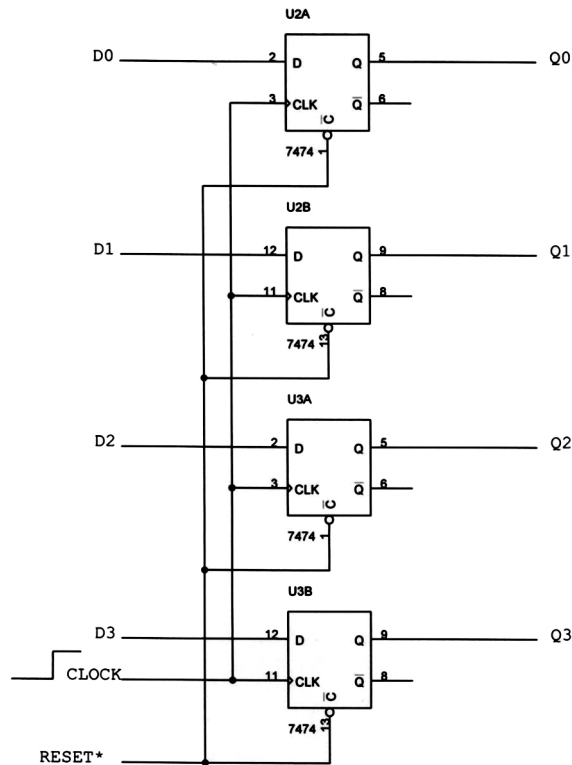 U2A
D0 2 D Q 5 Q0
3 CLK Q̅ 6
C̅
7474 1
U2B
D1 12 D Q 9 Q1
11 CLK Q̅ 8
C̅
7474 13
U3A
D2 2 D Q 5 Q2
3 CLK Q̅ 6
C̅
7474 1
U3B
D3 12 D Q 9 Q3
CLOCK 11 CLK Q̅ 8
C̅
7474 13
RESET*